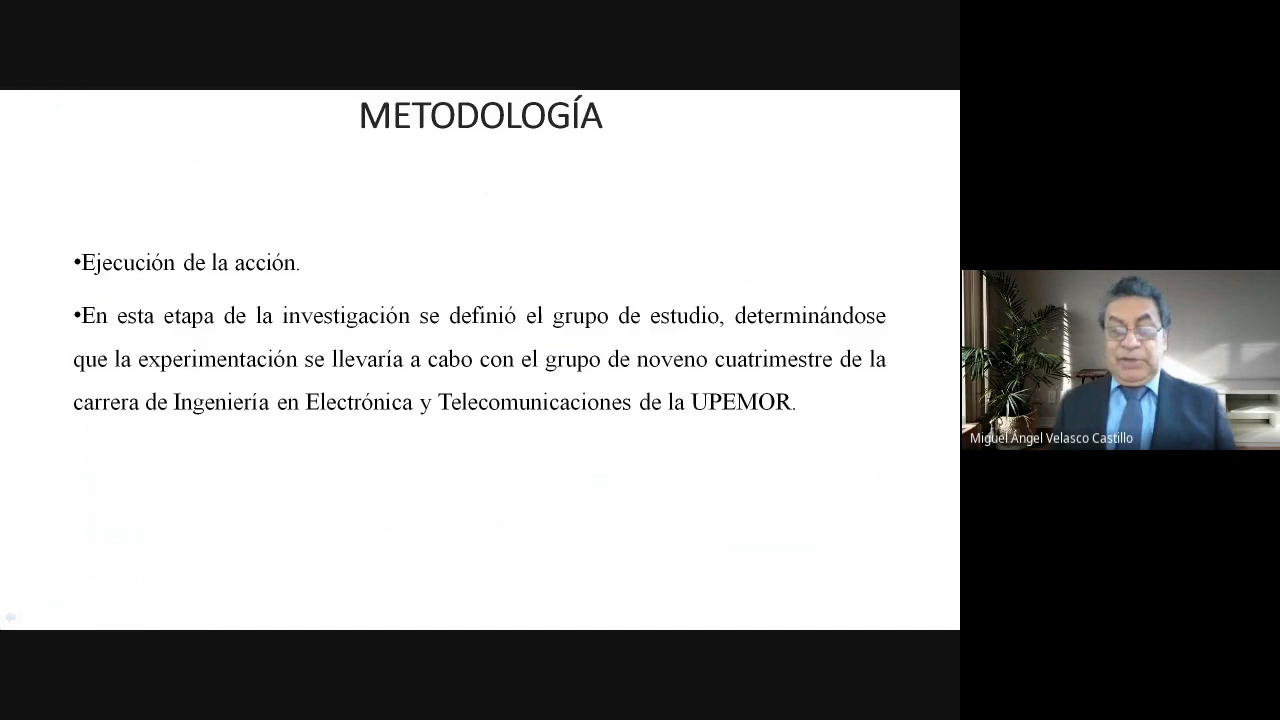 METODOLOGÍA
•Ejecución de la acción.
•En esta etapa de la investigación se definió el grupo de estudio, determinándose
que la experimentación se llevaría a cabo con el grupo de noveno cuatrimestre de la
carrera de Ingeniería en Electrónica y Telecomunicaciones de la UPEMOR.
Miguel Ángel Velasco Castillo